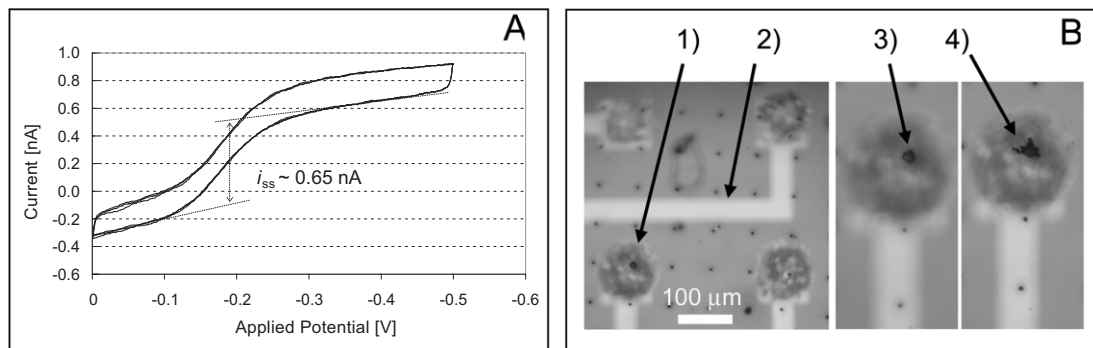 A
1.0
0.8
0.6
0.4
0.2
0.0
-0.2
-0.4
-0.6
Current [nA]
i_ss ~ 0.65 nA
0 -0.1 -0.2 -0.3 -0.4 -0.5 -0.6
Applied Potential [V]
B
1) 2) 3) 4)
100 μm